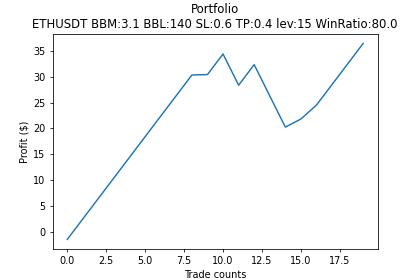 Portfolio
ETHUSDT BBM:3.1 BBL:140 SL:0.6 TP:0.4 lev:15 WinRatio:80.0
35
30
25
20
15
10
5
0
Profit ($)
0.0 2.5 5.0 7.5 10.0 12.5 15.0 17.5
Trade counts